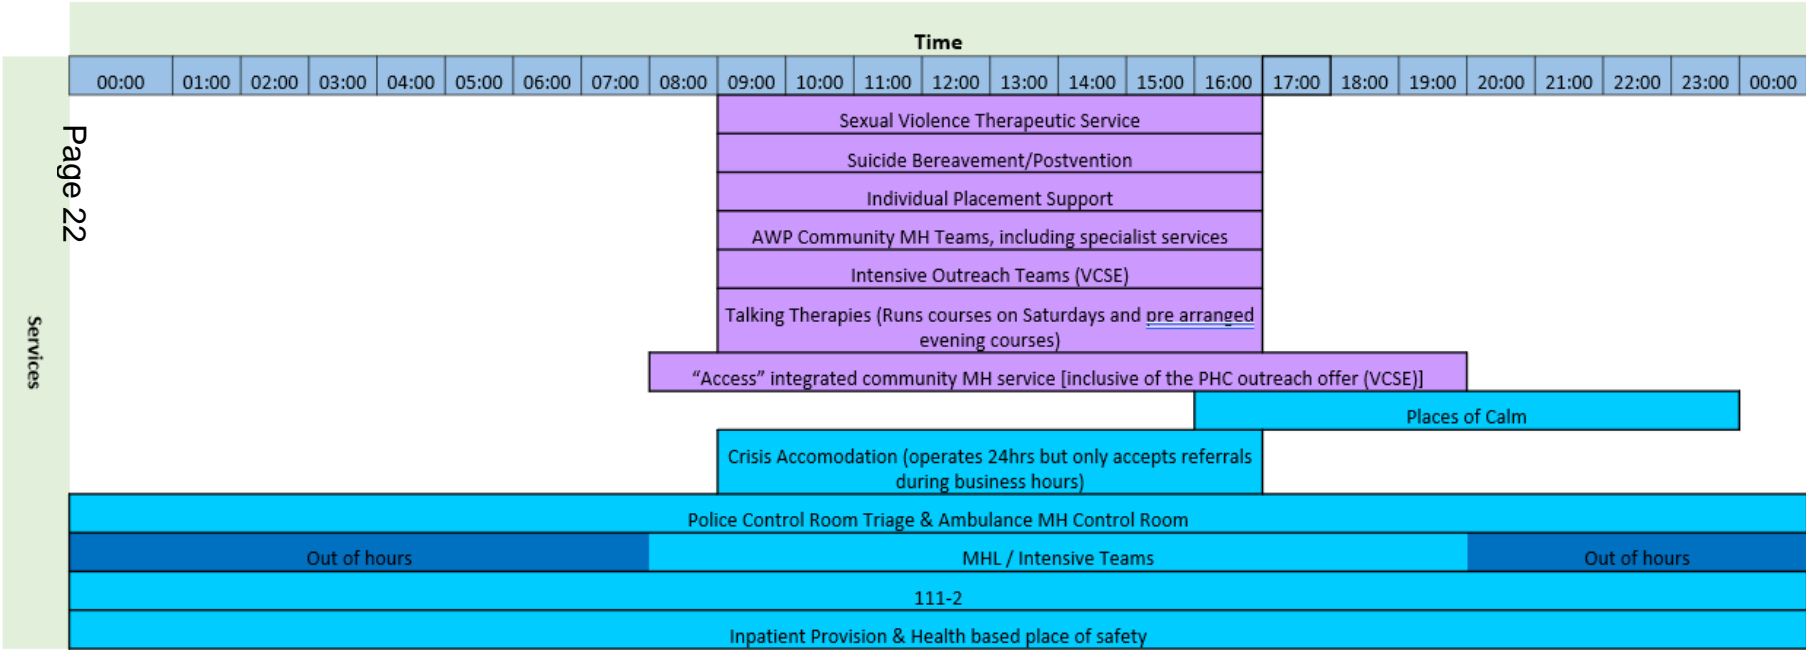 Time
00:00 01:00 02:00 03:00 04:00 05:00 06:00 07:00 08:00 09:00 10:00 11:00 12:00 13:00 14:00 15:00 16:00 17:00 18:00 19:00 20:00 21:00 22:00 23:00 00:00
Page 22
Services
Sexual Violence Therapeutic Service
Suicide Bereavement/Postvention
Individual Placement Support
AWP Community MH Teams, including specialist services
Intensive Outreach Teams (VCSE)
Talking Therapies (Runs courses on Saturdays and pre arranged
evening courses)
“Access” integrated community MH service [inclusive of the PHC outreach offer (VCSE)]
Places of Calm
Crisis Accomodation (operates 24hrs but only accepts referrals
during business hours)
Police Control Room Triage & Ambulance MH Control Room
Out of hours MHL / Intensive Teams Out of hours
111-2
Inpatient Provision & Health based place of safety